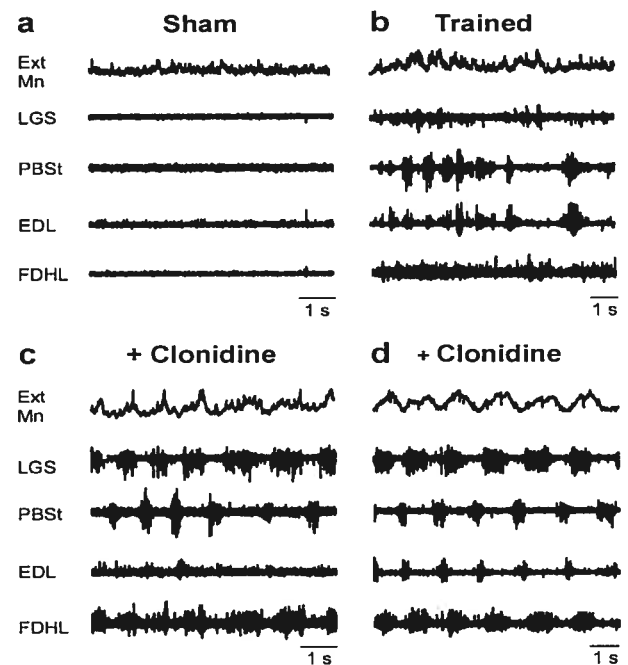 a Sham
Ext
Mn
LGS
PBSt
EDL
FDHL
1 s
b Trained
1 s
c + Clonidine
Ext
Mn
LGS
PBSt
EDL
FDHL
1 s
d + Clonidine
1 s